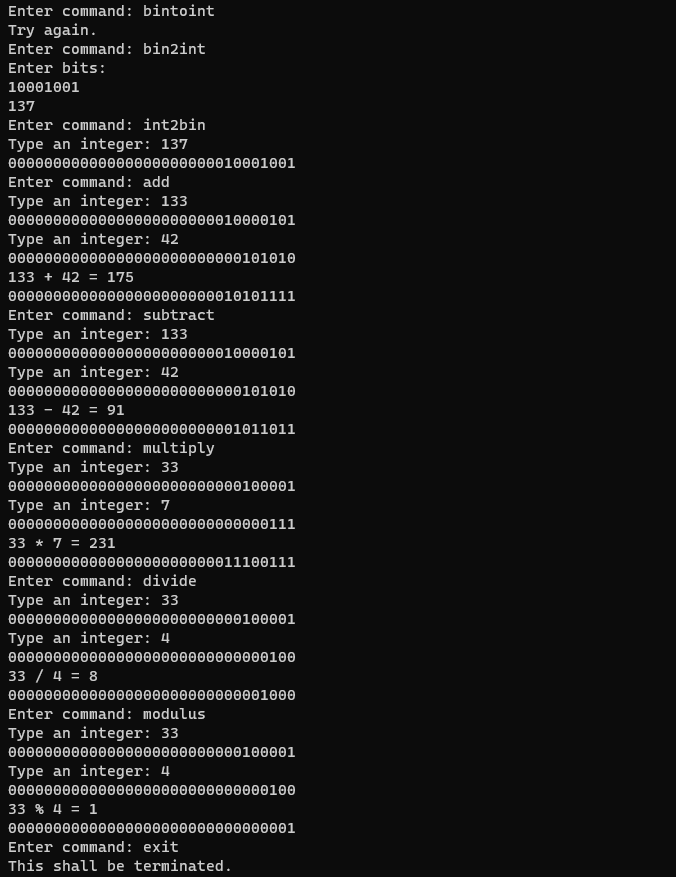 Enter command: bintoint
Try again.
Enter command: bin2int
Enter bits:
10001001
137
Enter command: int2bin
Type an integer: 137
00000000000000000000000010001001
Enter command: add
Type an integer: 133
00000000000000000000000010000101
Type an integer: 42
00000000000000000000000000101010
133 + 42 = 175
00000000000000000000000010101111
Enter command: subtract
Type an integer: 133
00000000000000000000000010000101
Type an integer: 42
00000000000000000000000000101010
133 - 42 = 91
00000000000000000000000001011011
Enter command: multiply
Type an integer: 33
00000000000000000000000000100001
Type an integer: 7
00000000000000000000000000000111
33 * 7 = 231
00000000000000000000000011100111
Enter command: divide
Type an integer: 33
00000000000000000000000000100001
Type an integer: 4
00000000000000000000000000000100
33 / 4 = 8
00000000000000000000000000001000
Enter command: modulus
Type an integer: 33
00000000000000000000000000100001
Type an integer: 4
00000000000000000000000000000100
33 % 4 = 1
00000000000000000000000000000001
Enter command: exit
This shall be terminated.